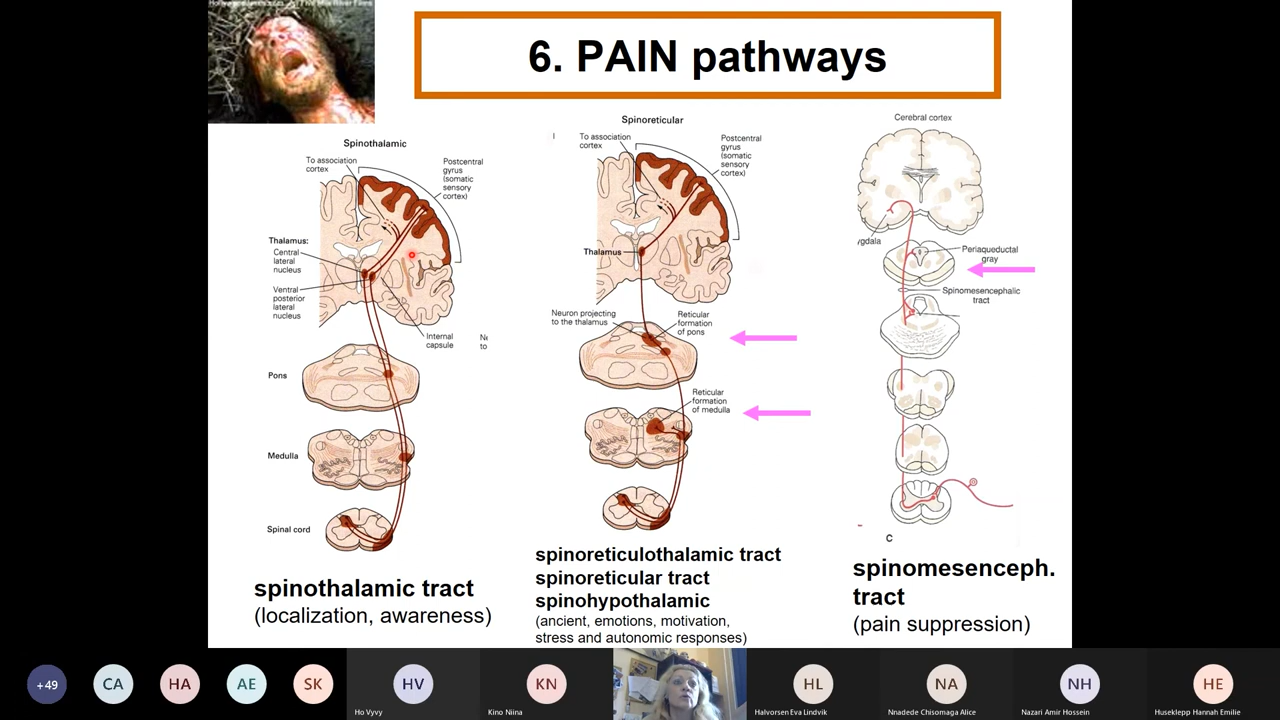 6. PAIN pathways
Spinothalamic
To association
cortex
Postcentral
gyrus
(somatic
sensory
cortex)
Thalamus:
Central
lateral
nucleus
Ventral
posterior
lateral
nucleus
Internal
capsule
Pons
Medulla
Spinal cord
spinothalamic tract
(localization, awareness)
Ne
to
Spinoreticular
To association
cortex
Postcentral
gyrus
(somatic
sensory
cortex)
Thalamus
Neuron projecting
to the thalamus
Reticular
formation
of pons
Reticular
formation
of medulla
spinoreticulothalamic tract
spinoreticular tract
spinohypothalamic
(ancient, emotions, motivation,
stress and autonomic responses)
Cerebral cortex
ygdala
Periaqueductal
gray
Spinomesencephalic
tract
C
spinomesenceph.
tract
(pain suppression)
+49
CA
HA
AE
SK
HV
Ho Vyvy
KN
Kino Niina
HL
Halvorsen Eva Lindvik
NA
Nnadede Chisomaga Alice
NH
Nazari Amir Hossein
HE
Huseklepp Hannah Emilie